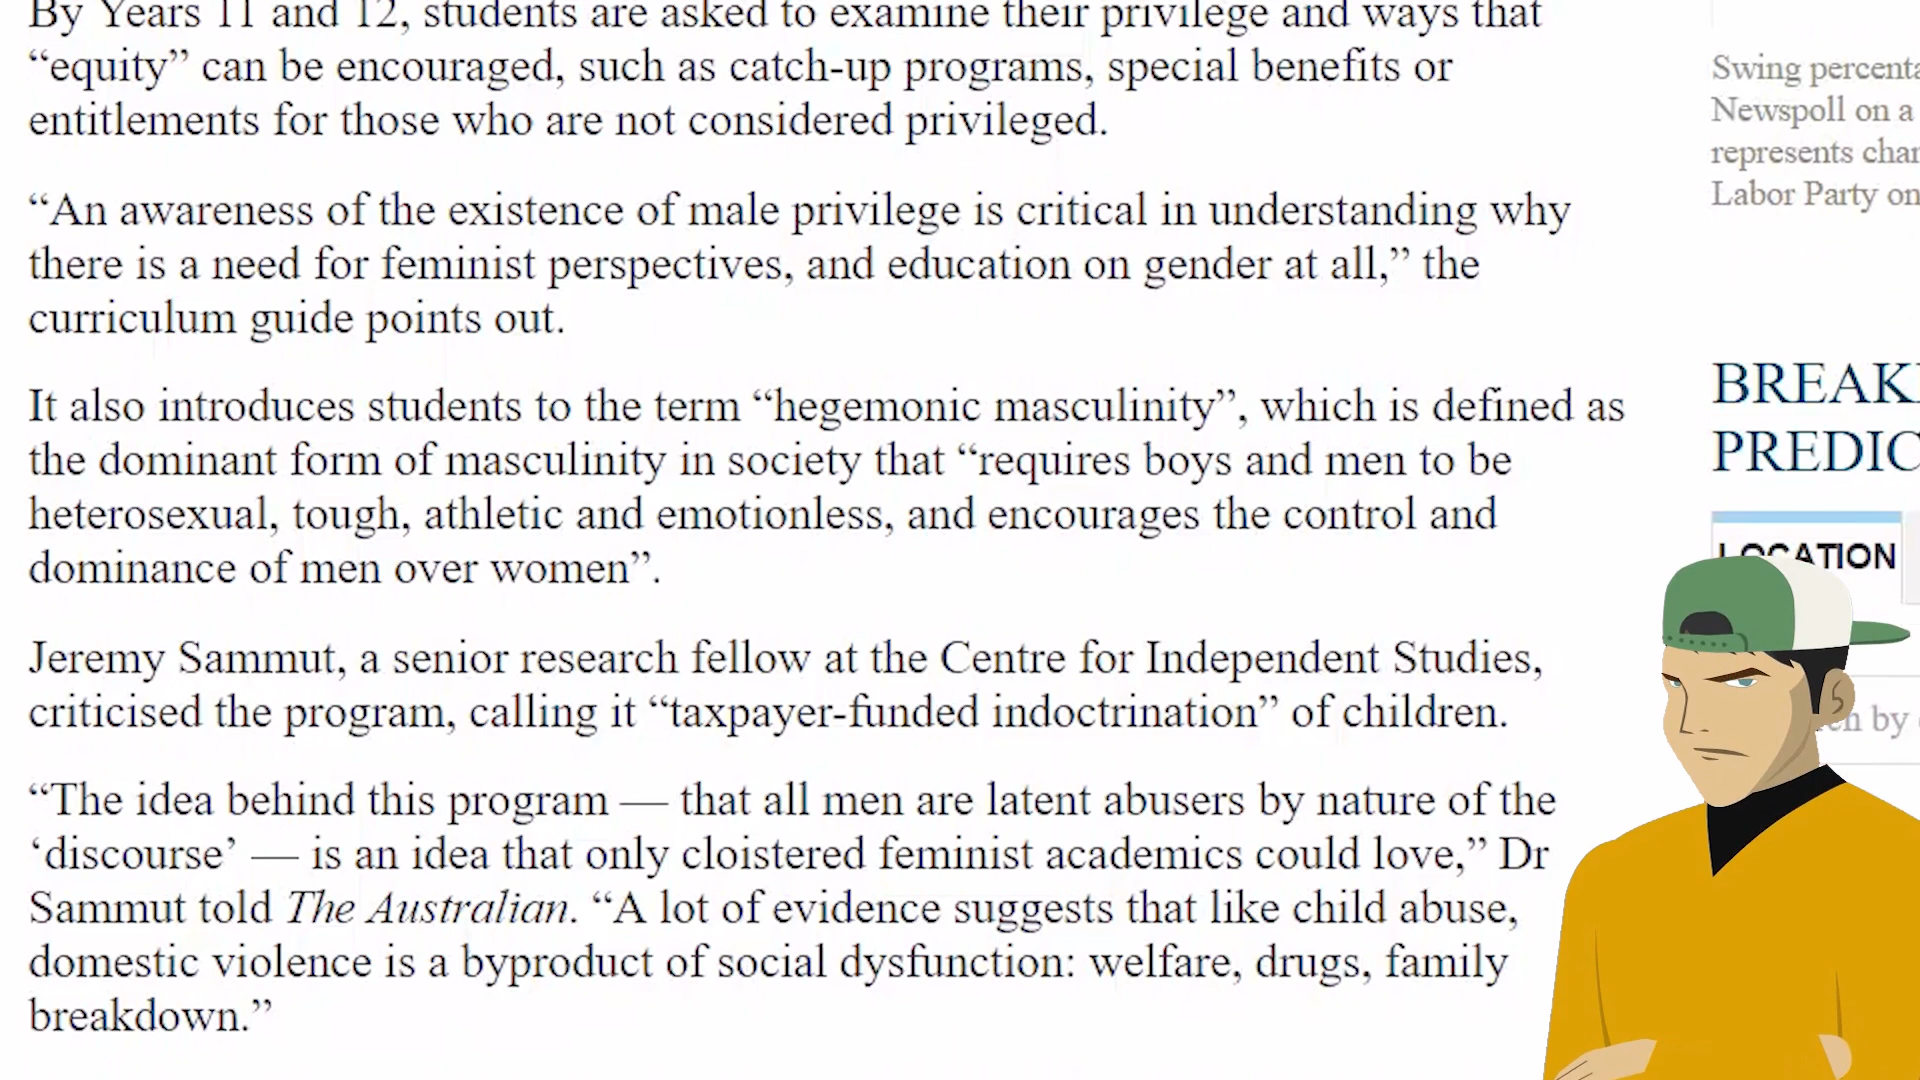 By Years 11 and 12, students are asked to examine their privilege and ways that
“equity” can be encouraged, such as catch-up programs, special benefits or
entitlements for those who are not considered privileged.
“An awareness of the existence of male privilege is critical in understanding why
there is a need for feminist perspectives, and education on gender at all,” the
curriculum guide points out.
It also introduces students to the term “hegemonic masculinity”, which is defined as
the dominant form of masculinity in society that “requires boys and men to be
heterosexual, tough, athletic and emotionless, and encourages the control and
dominance of men over women”.
Jeremy Sammut, a senior research fellow at the Centre for Independent Studies,
criticised the program, calling it “taxpayer-funded indoctrination” of children.
“The idea behind this program — that all men are latent abusers by nature of the
‘discourse’ — is an idea that only cloistered feminist academics could love,” Dr
Sammut told The Australian. “A lot of evidence suggests that like child abuse,
domestic violence is a byproduct of social dysfunction: welfare, drugs, family
breakdown.”
Swing
Newspoll on a
represents
Labor Party on
LOCATION
by